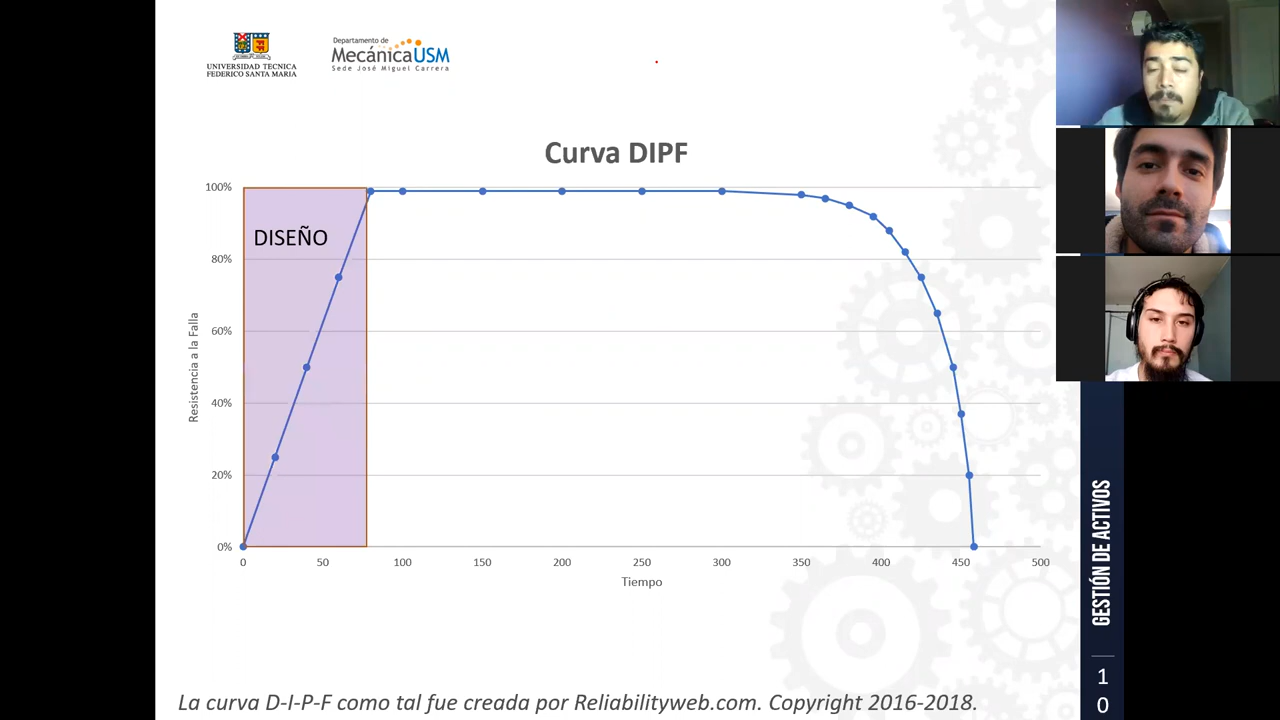 UNIVERSIDAD TECNICA
FEDERICO SANTA MARIA
Departamento de
MecánicaUSM
Sede José Miguel Carrera
Curva DIPF
100%
80%
60%
40%
20%
0%
DISEÑO
Resistencia a la Falla
0 50 100 150 200 250 300 350 400 450 500
Tiempo
La curva D-I-P-F como tal fue creada por Reliabilityweb.com. Copyright 2016-2018.
GESTIÓN DE ACTIVOS
1
0